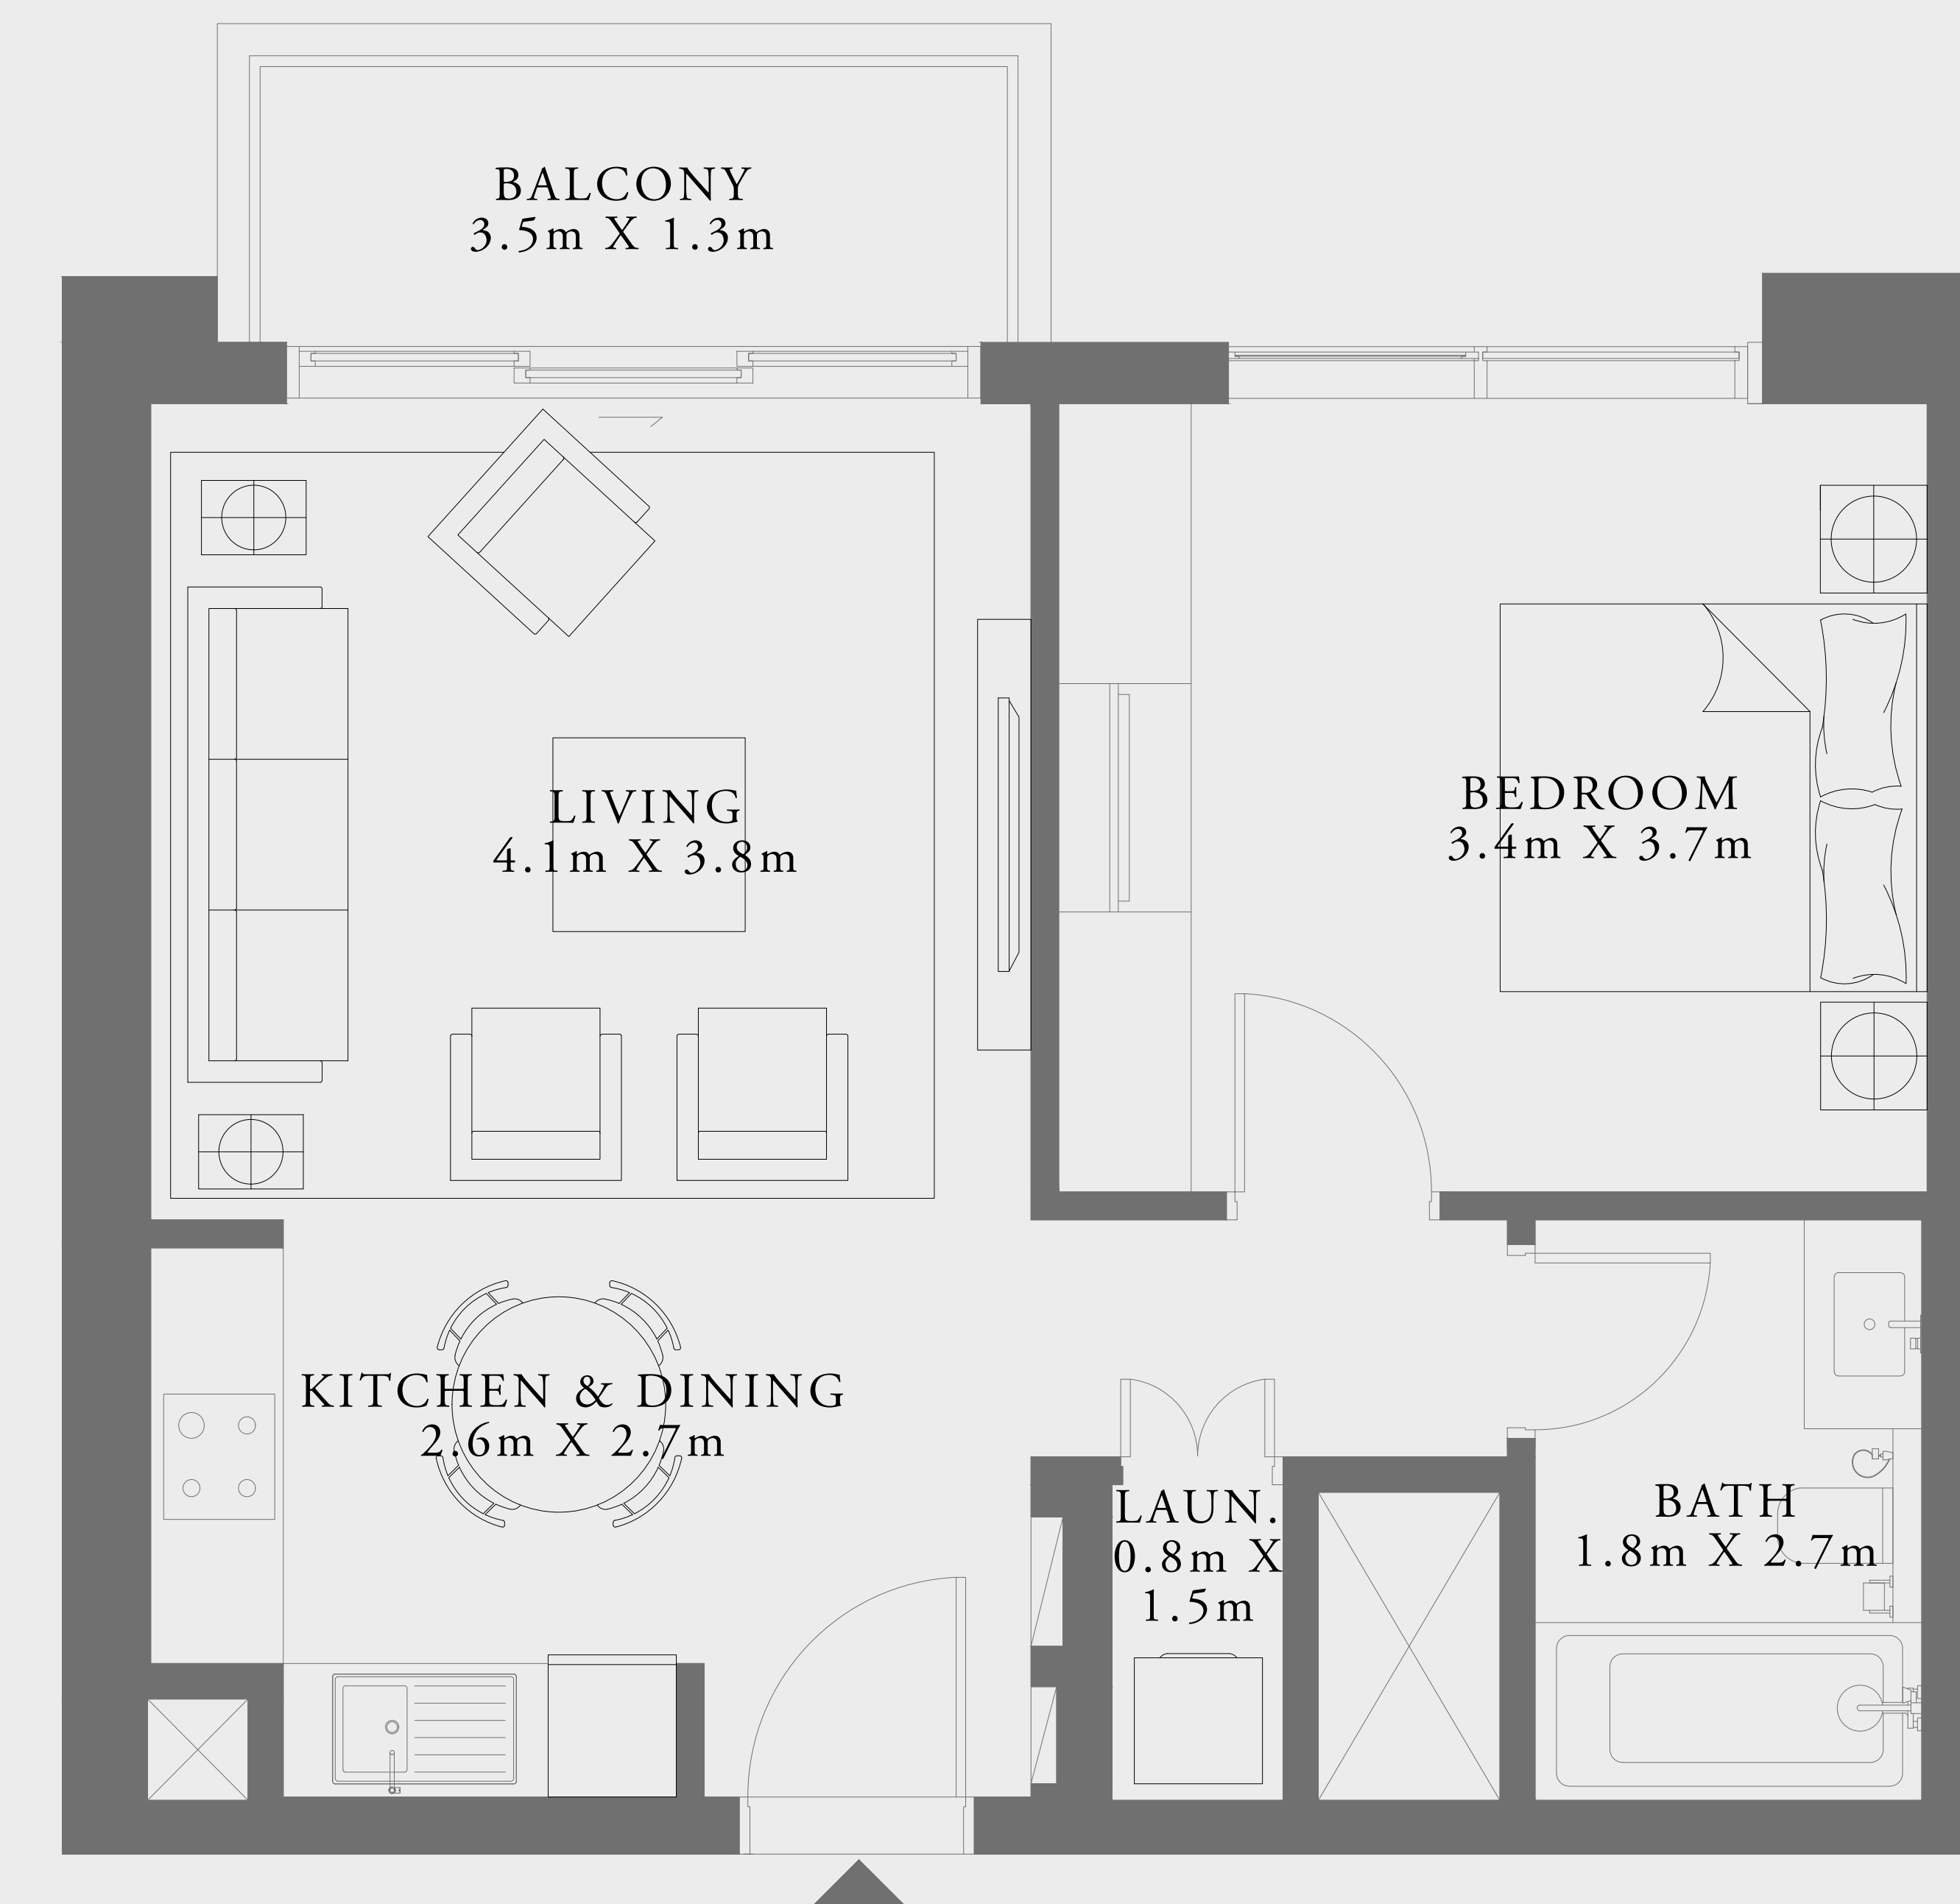 BALCONY
3.5m X 1.3m
LIVING
4.1m X 3.8m
BEDROOM
3.4m X 3.7m
KITCHEN & DINING
2.6m X 2.7m
LAUN.
0.8m X
1.5m
BATH
1.8m X 2.7m